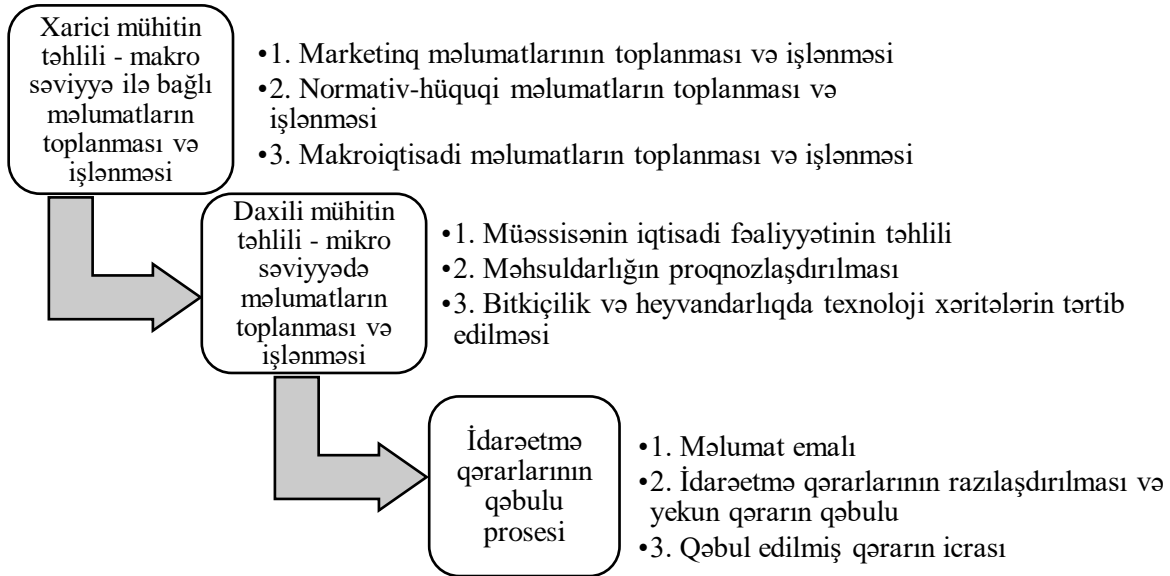 Xarici mühitin
təhlili - makro
səviyyə ilə bağlı
məlumatların
toplanması və
işlənməsi
•1. Marketinq məlumatlarının toplanması və işlənməsi
•2. Normativ-hüquqi məlumatların toplanması və
işlənməsi
•3. Makroiqtisadi məlumatların toplanması və işlənməsi
Daxili mühitin
təhlili - mikro
səviyyədə
məlumatların
toplanması və
işlənməsi
•1. Müəssisənin iqtisadi fəaliyyətinin təhlili
•2. Məhsuldarlığın proqnozlaşdırılması
•3. Bitkiçilik və heyvandarlıqda texnoloji xəritələrin tərtib
edilməsi
İdarəetmə
qərarlarının
qəbulu
prosesi
•1. Məlumat emalı
•2. İdarəetmə qərarlarının razılaşdırılması və
yekun qərarın qəbulu
•3. Qəbul edilmiş qərarın icrası